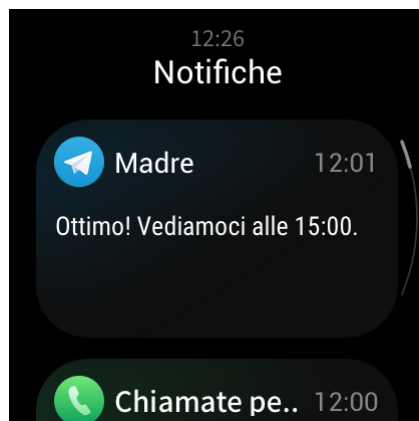 12:26
Notifiche
Madre 12:01
Ottimo! Vediamoci alle 15:00.
Chiamate pe.. 12:00